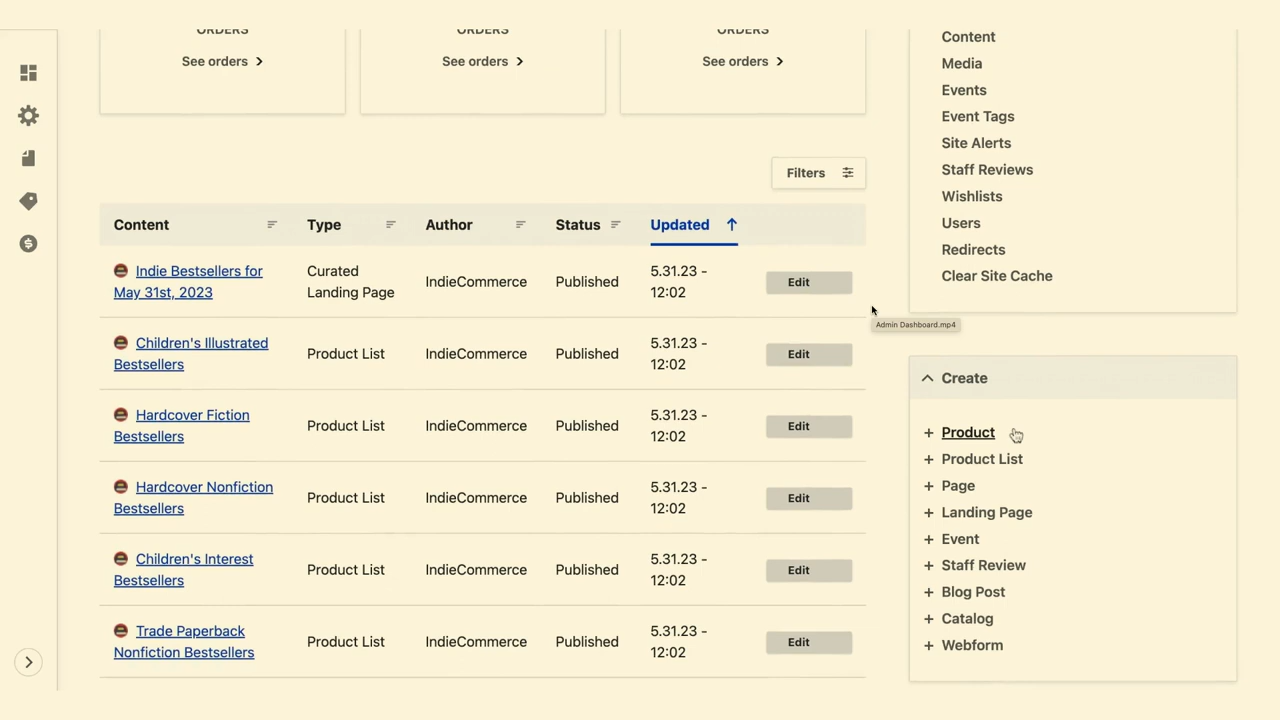 ORDERS
ORDERS
ORDERS
See orders
See orders
See orders
Filters
Content
Type
Author
Status
Updated
Indie Bestsellers for
May 31st, 2023
Curated
Landing Page
IndieCommerce
Published
5.31.23 -
12:02
Edit
Children's Illustrated
Bestsellers
Product List
IndieCommerce
Published
5.31.23 -
12:02
Edit
Hardcover Fiction
Bestsellers
Product List
IndieCommerce
Published
5.31.23 -
12:02
Edit
Hardcover Nonfiction
Bestsellers
Product List
IndieCommerce
Published
5.31.23 -
12:02
Edit
Children's Interest
Bestsellers
Product List
IndieCommerce
Published
5.31.23 -
12:02
Edit
Trade Paperback
Nonfiction Bestsellers
Product List
IndieCommerce
Published
5.31.23 -
12:02
Edit
Admin Dashboard.mp4
Content
Media
Events
Event Tags
Site Alerts
Staff Reviews
Wishlists
Users
Redirects
Clear Site Cache
Create
+ Product
+ Product List
+ Page
+ Landing Page
+ Event
+ Staff Review
+ Blog Post
+ Catalog
+ Webform